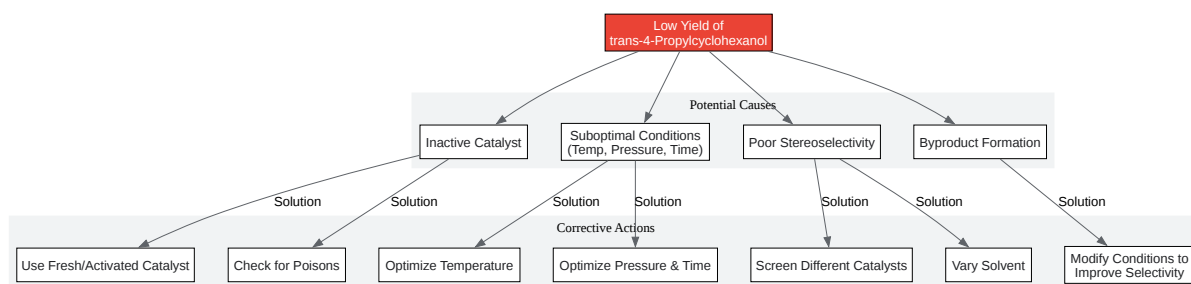 Low Yield of
trans-4-Propylcyclohexanol
Potential Causes
Inactive Catalyst
Suboptimal Conditions
(Temp, Pressure, Time)
Poor Stereoselectivity
Byproduct Formation
Solution
Solution
Solution
Solution
Solution
Solution
Solution
Corrective Actions
Use Fresh/Activated Catalyst
Check for Poisons
Optimize Temperature
Optimize Pressure & Time
Screen Different Catalysts
Vary Solvent
Modify Conditions to
Improve Selectivity